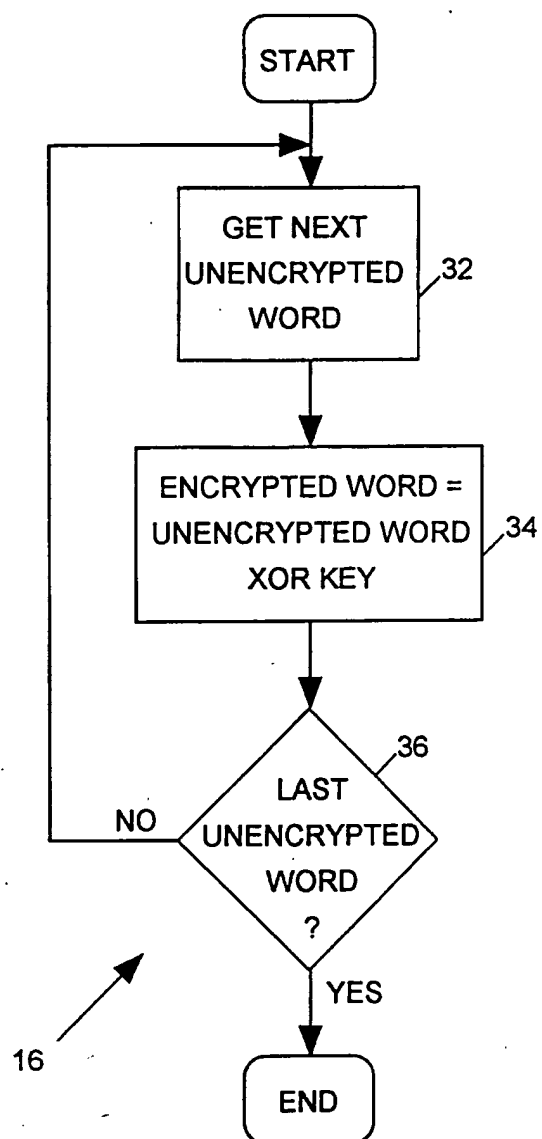 START
GET NEXT
UNENCRYPTED
WORD
32
ENCRYPTED WORD =
UNENCRYPTED WORD
XOR KEY
34
36
LAST
UNENCRYPTED
WORD
?
NO
YES
16
END